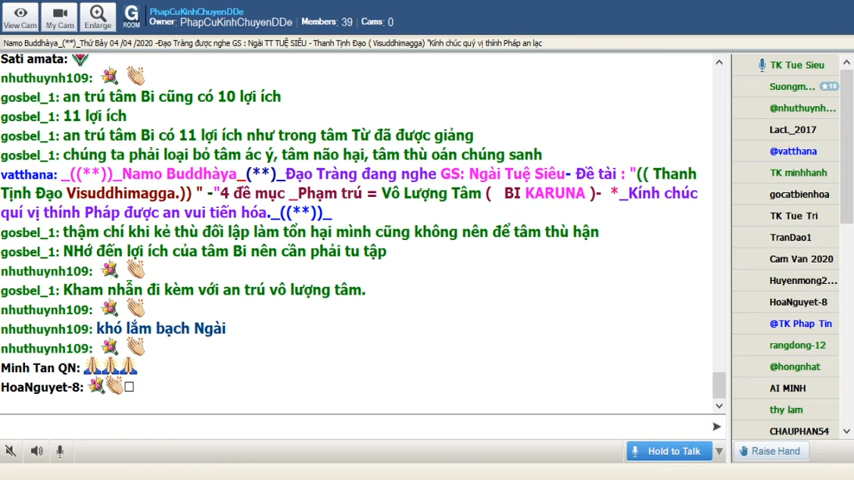 View Cam
My Cam
Enlarge
G
ROOM
PhapCuKinhChuyenDDe
Owner: PhapCuKinhChuyenDDe Members: 39 Cams: 0
Namo Buddhàya_(**)_Thứ Bảy 04 /04 /2020 -Đạo Tràng được nghe GS : Ngài TT TUỆ SIÊU - Thanh Tịnh Đạo ( Visuddhimagga) "Kính chúc quý vị thính Pháp an lạc
Sati amata:
nhuthuynh109:
gosbel_1: an trú tâm Bi cũng có 10 lợi ích
gosbel_1: 11 lợi ích
gosbel_1: an trú tâm Bi có 11 lợi ích như trong tâm Từ đã được giảng
gosbel_1: chúng ta phải loại bỏ tâm ác ý, tâm não hại, tâm thù oán chúng sanh
vatthana: _((**))_Namo Buddhàya_(**)_Đạo Tràng đang nghe GS: Ngài Tuệ Siêu- Đề tài : "(( Thanh
Tịnh Đạo Visuddhimagga.)) " -"4 đề mục _Phạm trú = Vô Lượng Tâm ( BI KARUNA )- *_Kính chúc
quí vị thính Pháp được an vui tiến hóa._((**))_
gosbel_1: thậm chí khi kẻ thù đối lập làm tổn hại mình cũng không nên để tâm thù hận
gosbel_1: NHớ đến lợi ích của tâm Bi nên cần phải tu tập
nhuthuynh109:
gosbel_1: Kham nhẫn đi kèm với an trú vô lượng tâm.
nhuthuynh109:
nhuthuynh109: khó lắm bạch Ngài
nhuthuynh109:
Minh Tan QN:
HoaNguyet-8:
TK Tue Sieu
Suongm...
@nhuthuynh...
LacL_2017
@vatthana
TK minhhanh
gocatbienhoa
TK Tue Tri
TranDao1
Cam Van 2020
Huyenmong2...
HoaNguyet-8
@TK Phap Tin
rangdong-12
@hongnhat
AI MINH
thy lam
CHAUPHAN54
Hold to Talk
Raise Hand